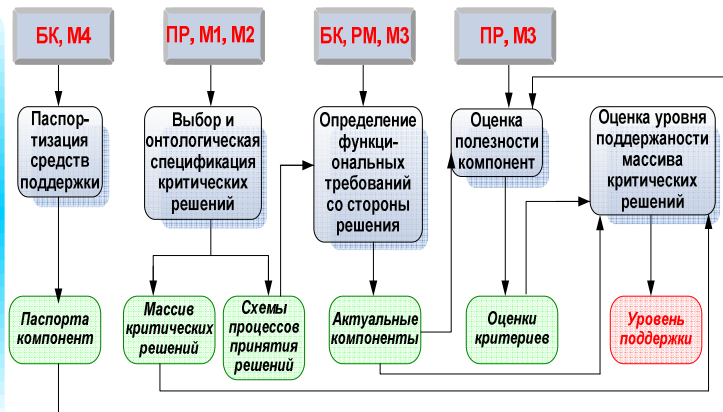 БК, М4
ПР, М1, М2
БК, РМ, М3
ПР, М3
Паспор-
тизация
средств
поддержки
Выбор и
онтологическая
спецификация
критических
решений
Определение
функци-
ональных
требований
со стороны
решения
Оценка
полезности
компонент
Оценка уровня
поддержаности
массива
критических
решений
Паспорта
компонент
Массив
критических
решений
Схемы
процессов
принятия
решений
Актуальные
компоненты
Оценки
критериев
Уровень
поддержки